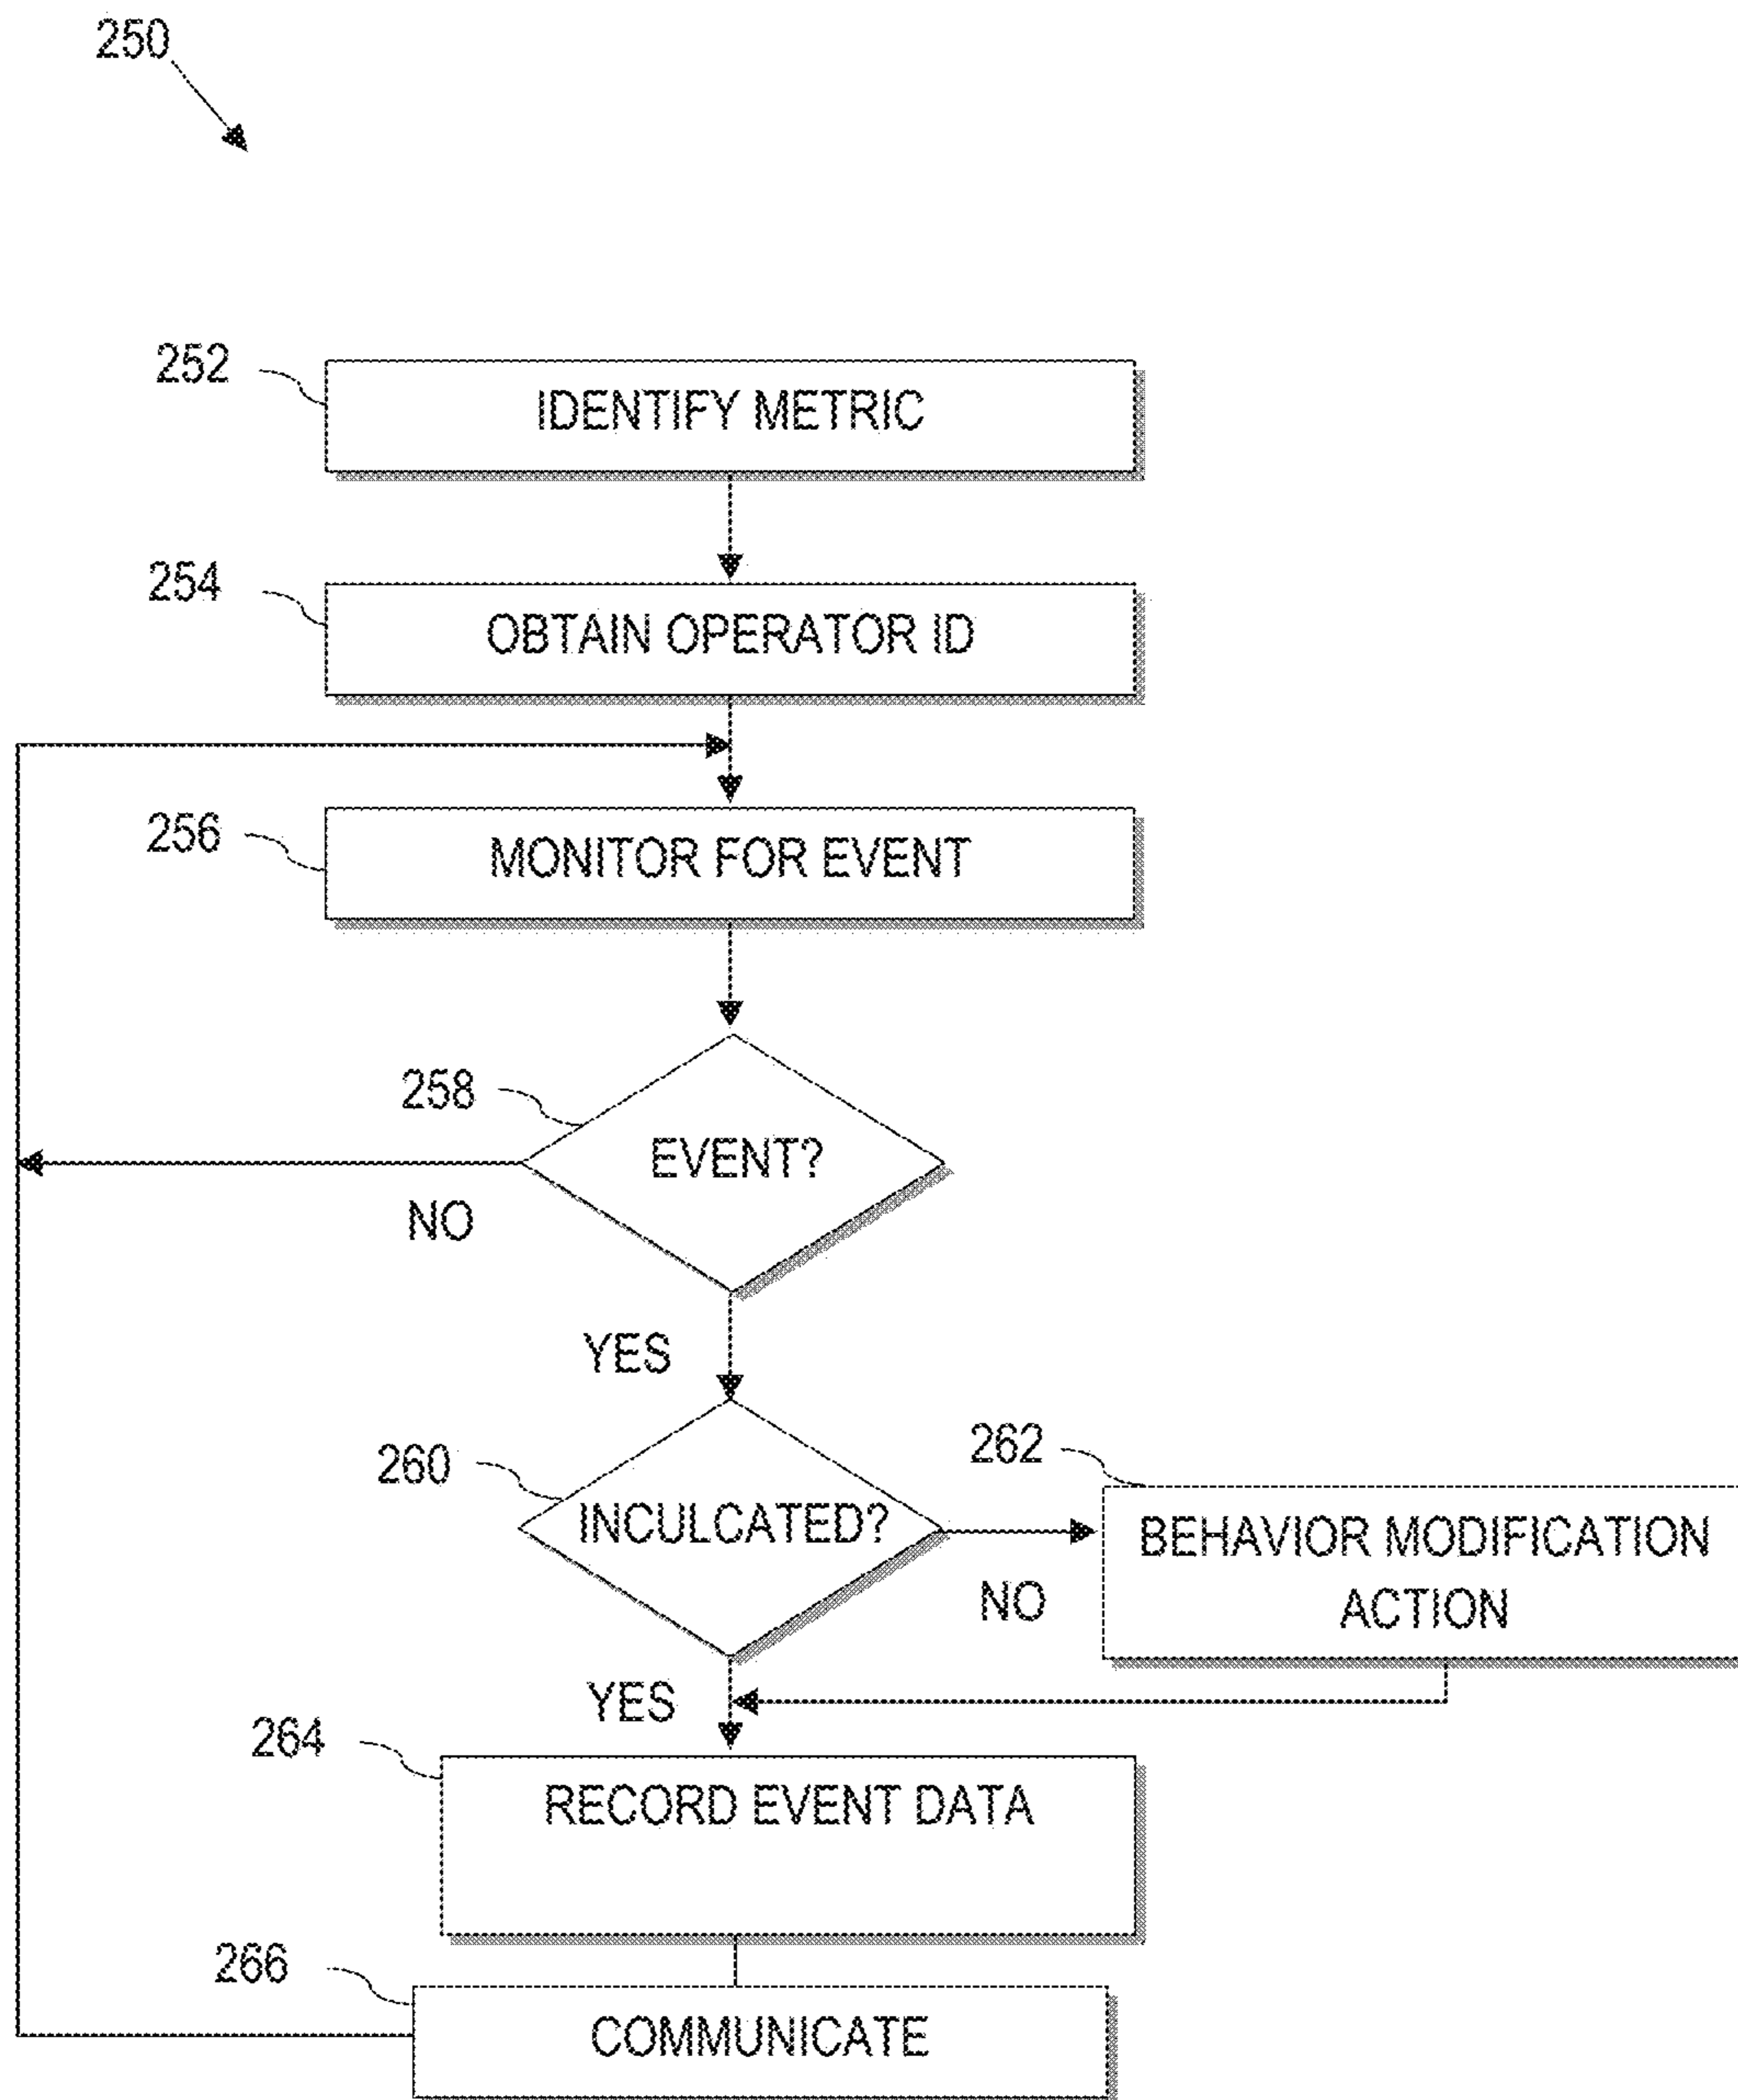 250
252
IDENTIFY METRIC
254
OBTAIN OPERATOR ID
256
MONITOR FOR EVENT
258
EVENT?
NO
YES
260
INCULCATED?
262
BEHAVIOR MODIFICATION
ACTION
NO
YES
264
RECORD EVENT DATA
266
COMMUNICATE